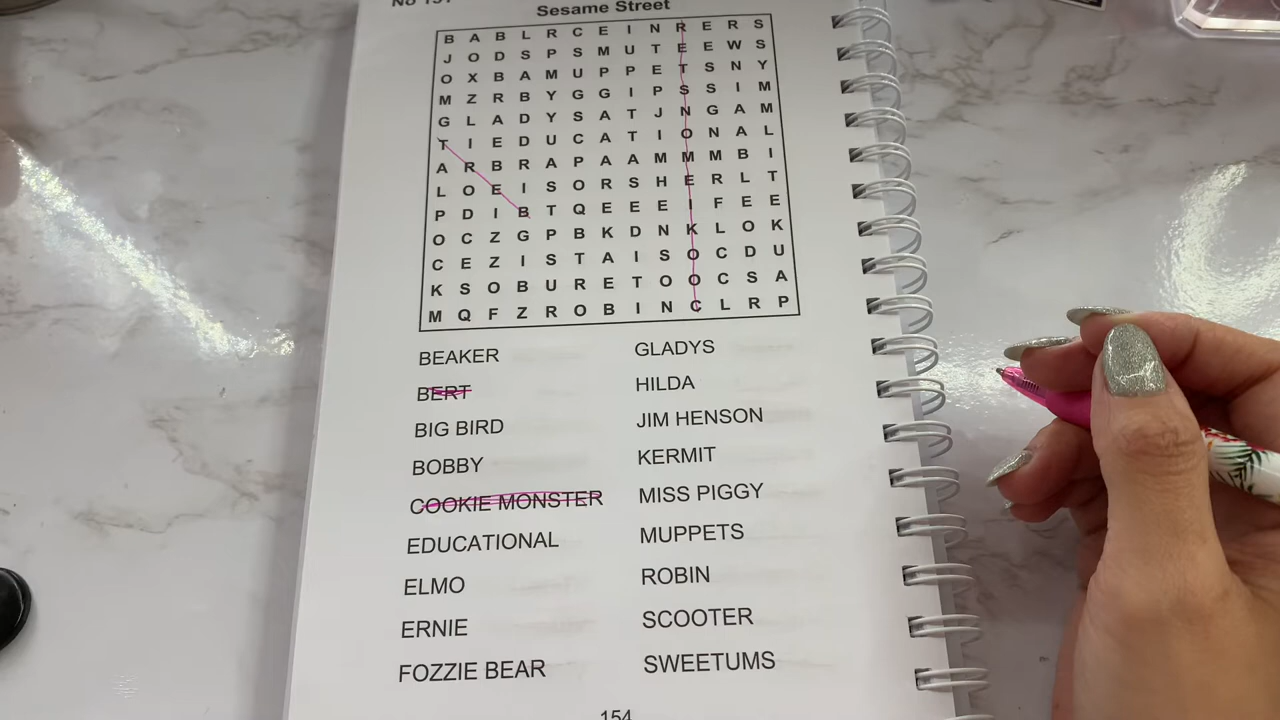 Sesame Street
B A B L R C E I N R E R S
J O D S P S M U T E E W S
O X B A M U P P E T S N Y
M Z R B Y G G I P S S I M
G L A D Y S A T J N G A M
T I E D U C A T I O N A L
A R B R A P A A M M M B I
L O E I S O R S H E R L T
P D I B T Q E E E I F E E
O C Z G P B K D N K L O K
C E Z I S T A I S O C D U
K S O B U R E T O O C S A
M Q F Z R O B I N C L R P
BEAKER GLADYS
BERT HILDA
BIG BIRD JIM HENSON
BOBBY KERMIT
COOKIE MONSTER MISS PIGGY
EDUCATIONAL MUPPETS
ELMO ROBIN
ERNIE SCOOTER
FOZZIE BEAR SWEETUMS
154